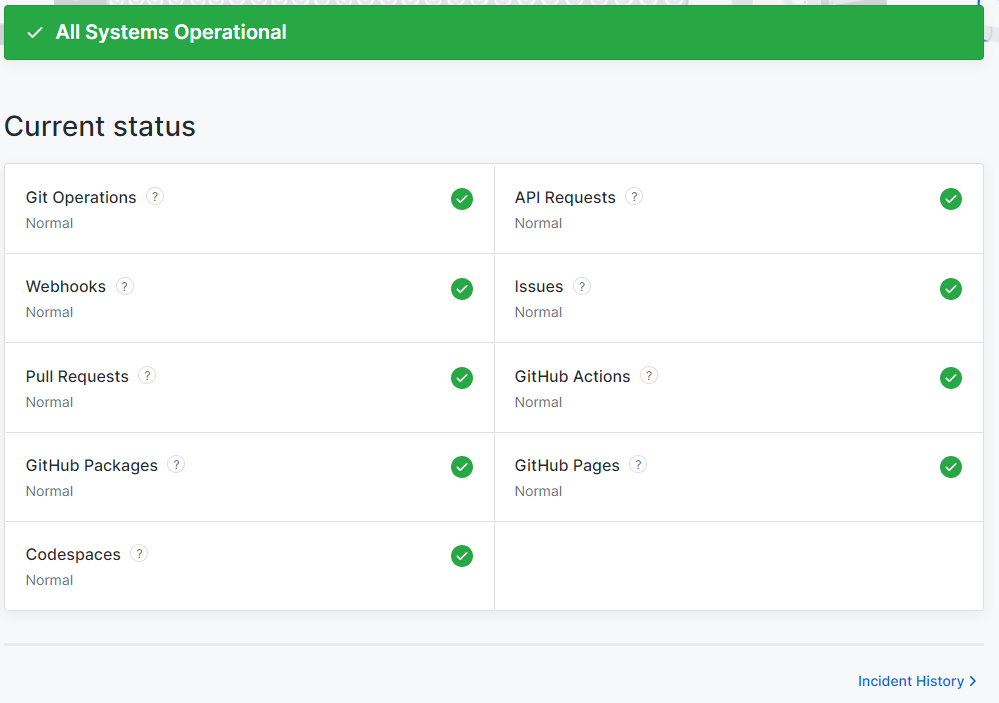 All Systems Operational
Current status
Git Operations ?
Normal
API Requests ?
Normal
Webhooks ?
Normal
Issues ?
Normal
Pull Requests ?
Normal
GitHub Actions ?
Normal
GitHub Packages ?
Normal
GitHub Pages ?
Normal
Codespaces ?
Normal
Incident History